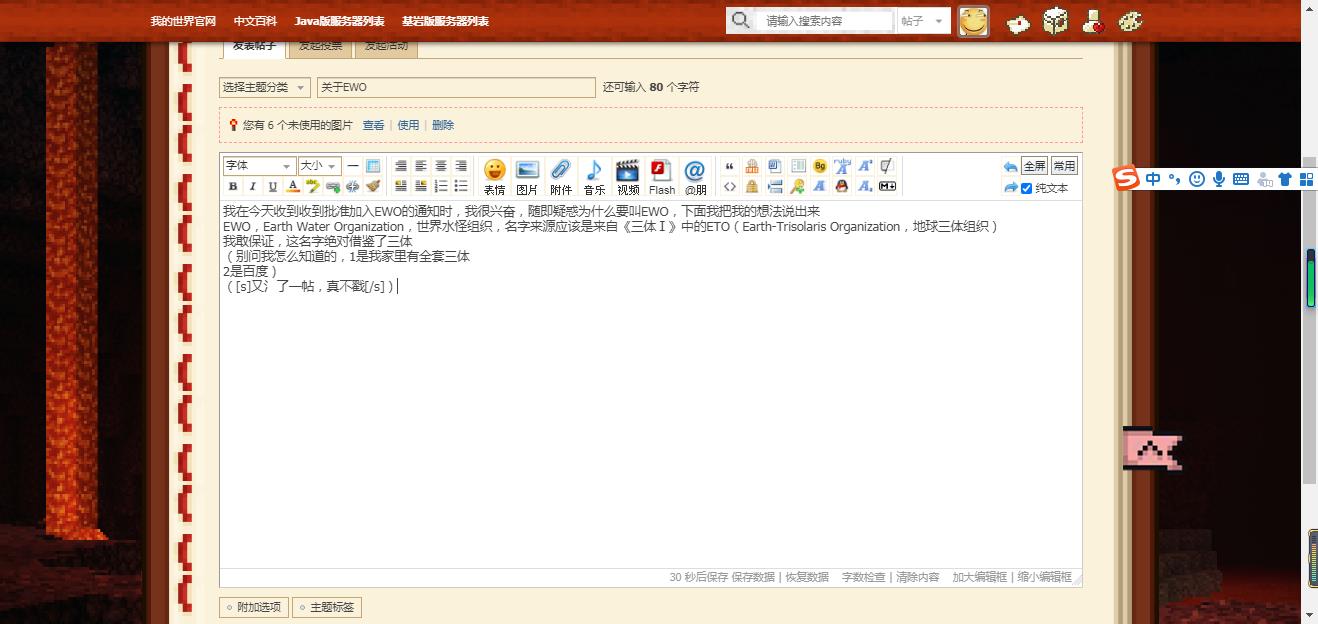 我的世界官网 中文百科 Java版服务器列表 基岩版服务器列表 请输入搜索内容 帖子
发表帖子 发起投票 发起活动
选择主题分类 关于EWO 还可输入 80 个字符
您有 6 个未使用的图片 查看 | 使用 | 删除
字体 大小 全屏 常用
B I U 表情 图片 附件 音乐 视频 Flash @朋 纯文本
中
我在今天收到收到批准加入EWO的通知时，我很兴奋，随即疑惑为什么要叫EWO，下面我把我的想法说出来
EWO，Earth Water Organization，世界水怪组织，名字来源应该是来自《三体Ⅰ》中的ETO（Earth-Trisolaris Organization，地球三体组织）
我敢保证，这名字绝对借鉴了三体
（别问我怎么知道的，1是我家里有全套三体
2是百度）
（[s]又氵了一帖，真不戳[/s]）
30 秒后保存 保存数据 | 恢复数据 字数检查 | 清除内容 加大编辑框 | 缩小编辑框
附加选项 主题标签